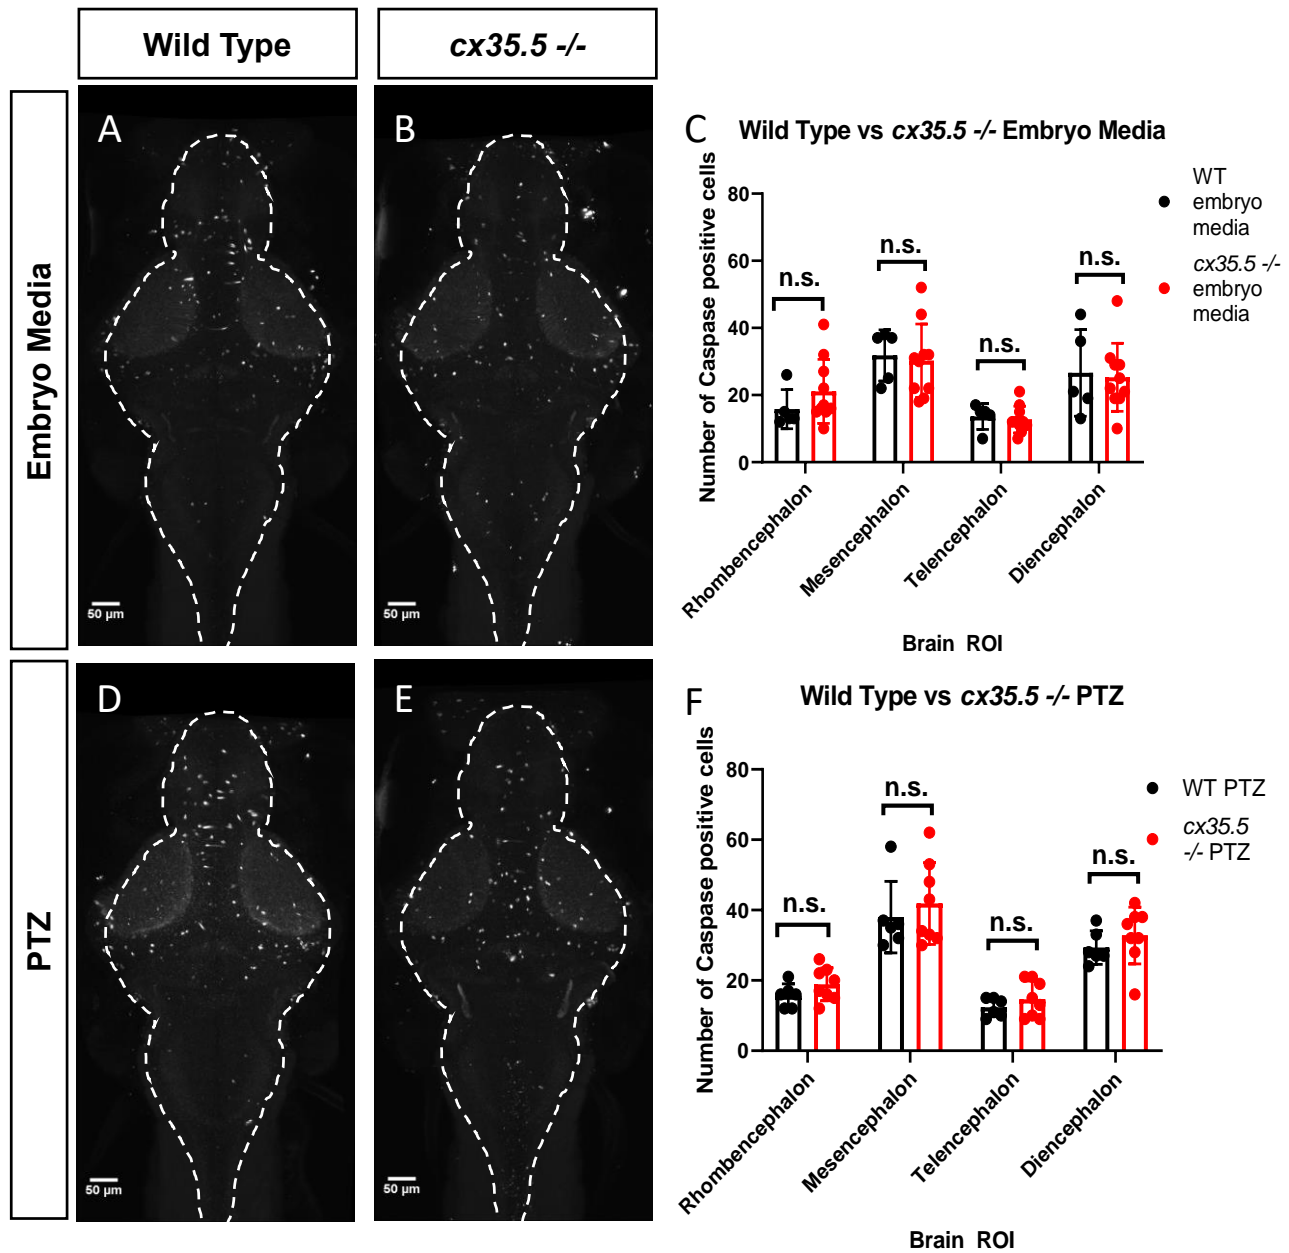 Wild Type
cx35.5 -/-
Embryo Media
A
50 µm
B
50 µm
C
Wild Type vs cx35.5 -/- Embryo Media
Number of Caspase positive cells
80
60
40
20
0
n.s.
n.s.
n.s.
n.s.
Rhombencephalon
Mesencephalon
Telencephalon
Diencephalon
Brain ROI
WT
embryo
media
cx35.5 -/-
embryo
media
PTZ
D
50 µm
E
50 µm
F
Wild Type vs cx35.5 -/- PTZ
Number of Caspase positive cells
80
60
40
20
0
n.s.
n.s.
n.s.
n.s.
Rhombencephalon
Mesencephalon
Telencephalon
Diencephalon
Brain ROI
WT PTZ
cx35.5
-/- PTZ